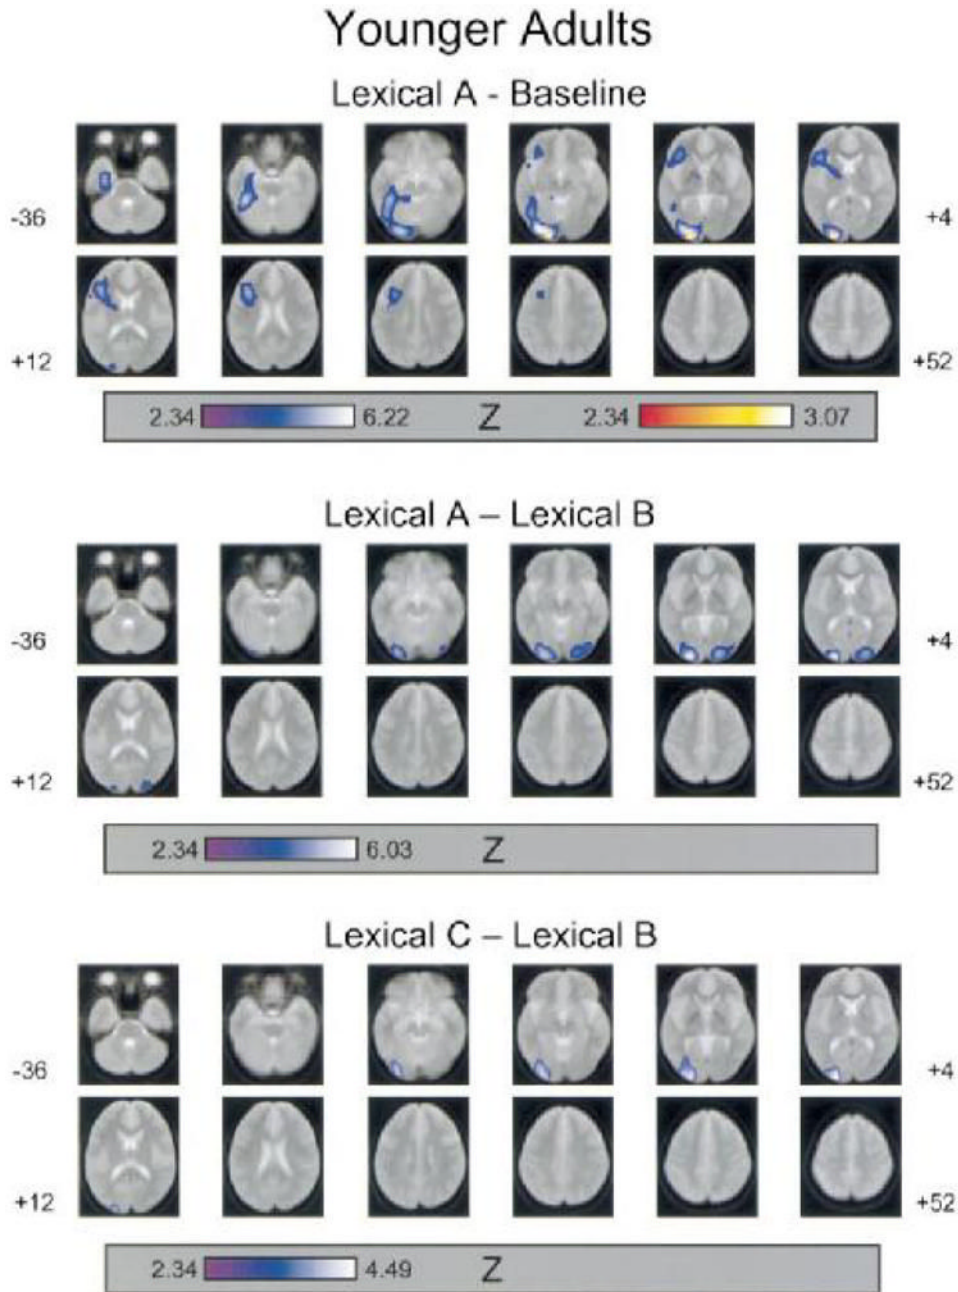 Younger Adults
Lexical A - Baseline
-36 +4
+12 +52
2.34 6.22 Z 2.34 3.07
Lexical A – Lexical B
-36 +4
+12 +52
2.34 6.03 Z
Lexical C – Lexical B
-36 +4
+12 +52
2.34 4.49 Z